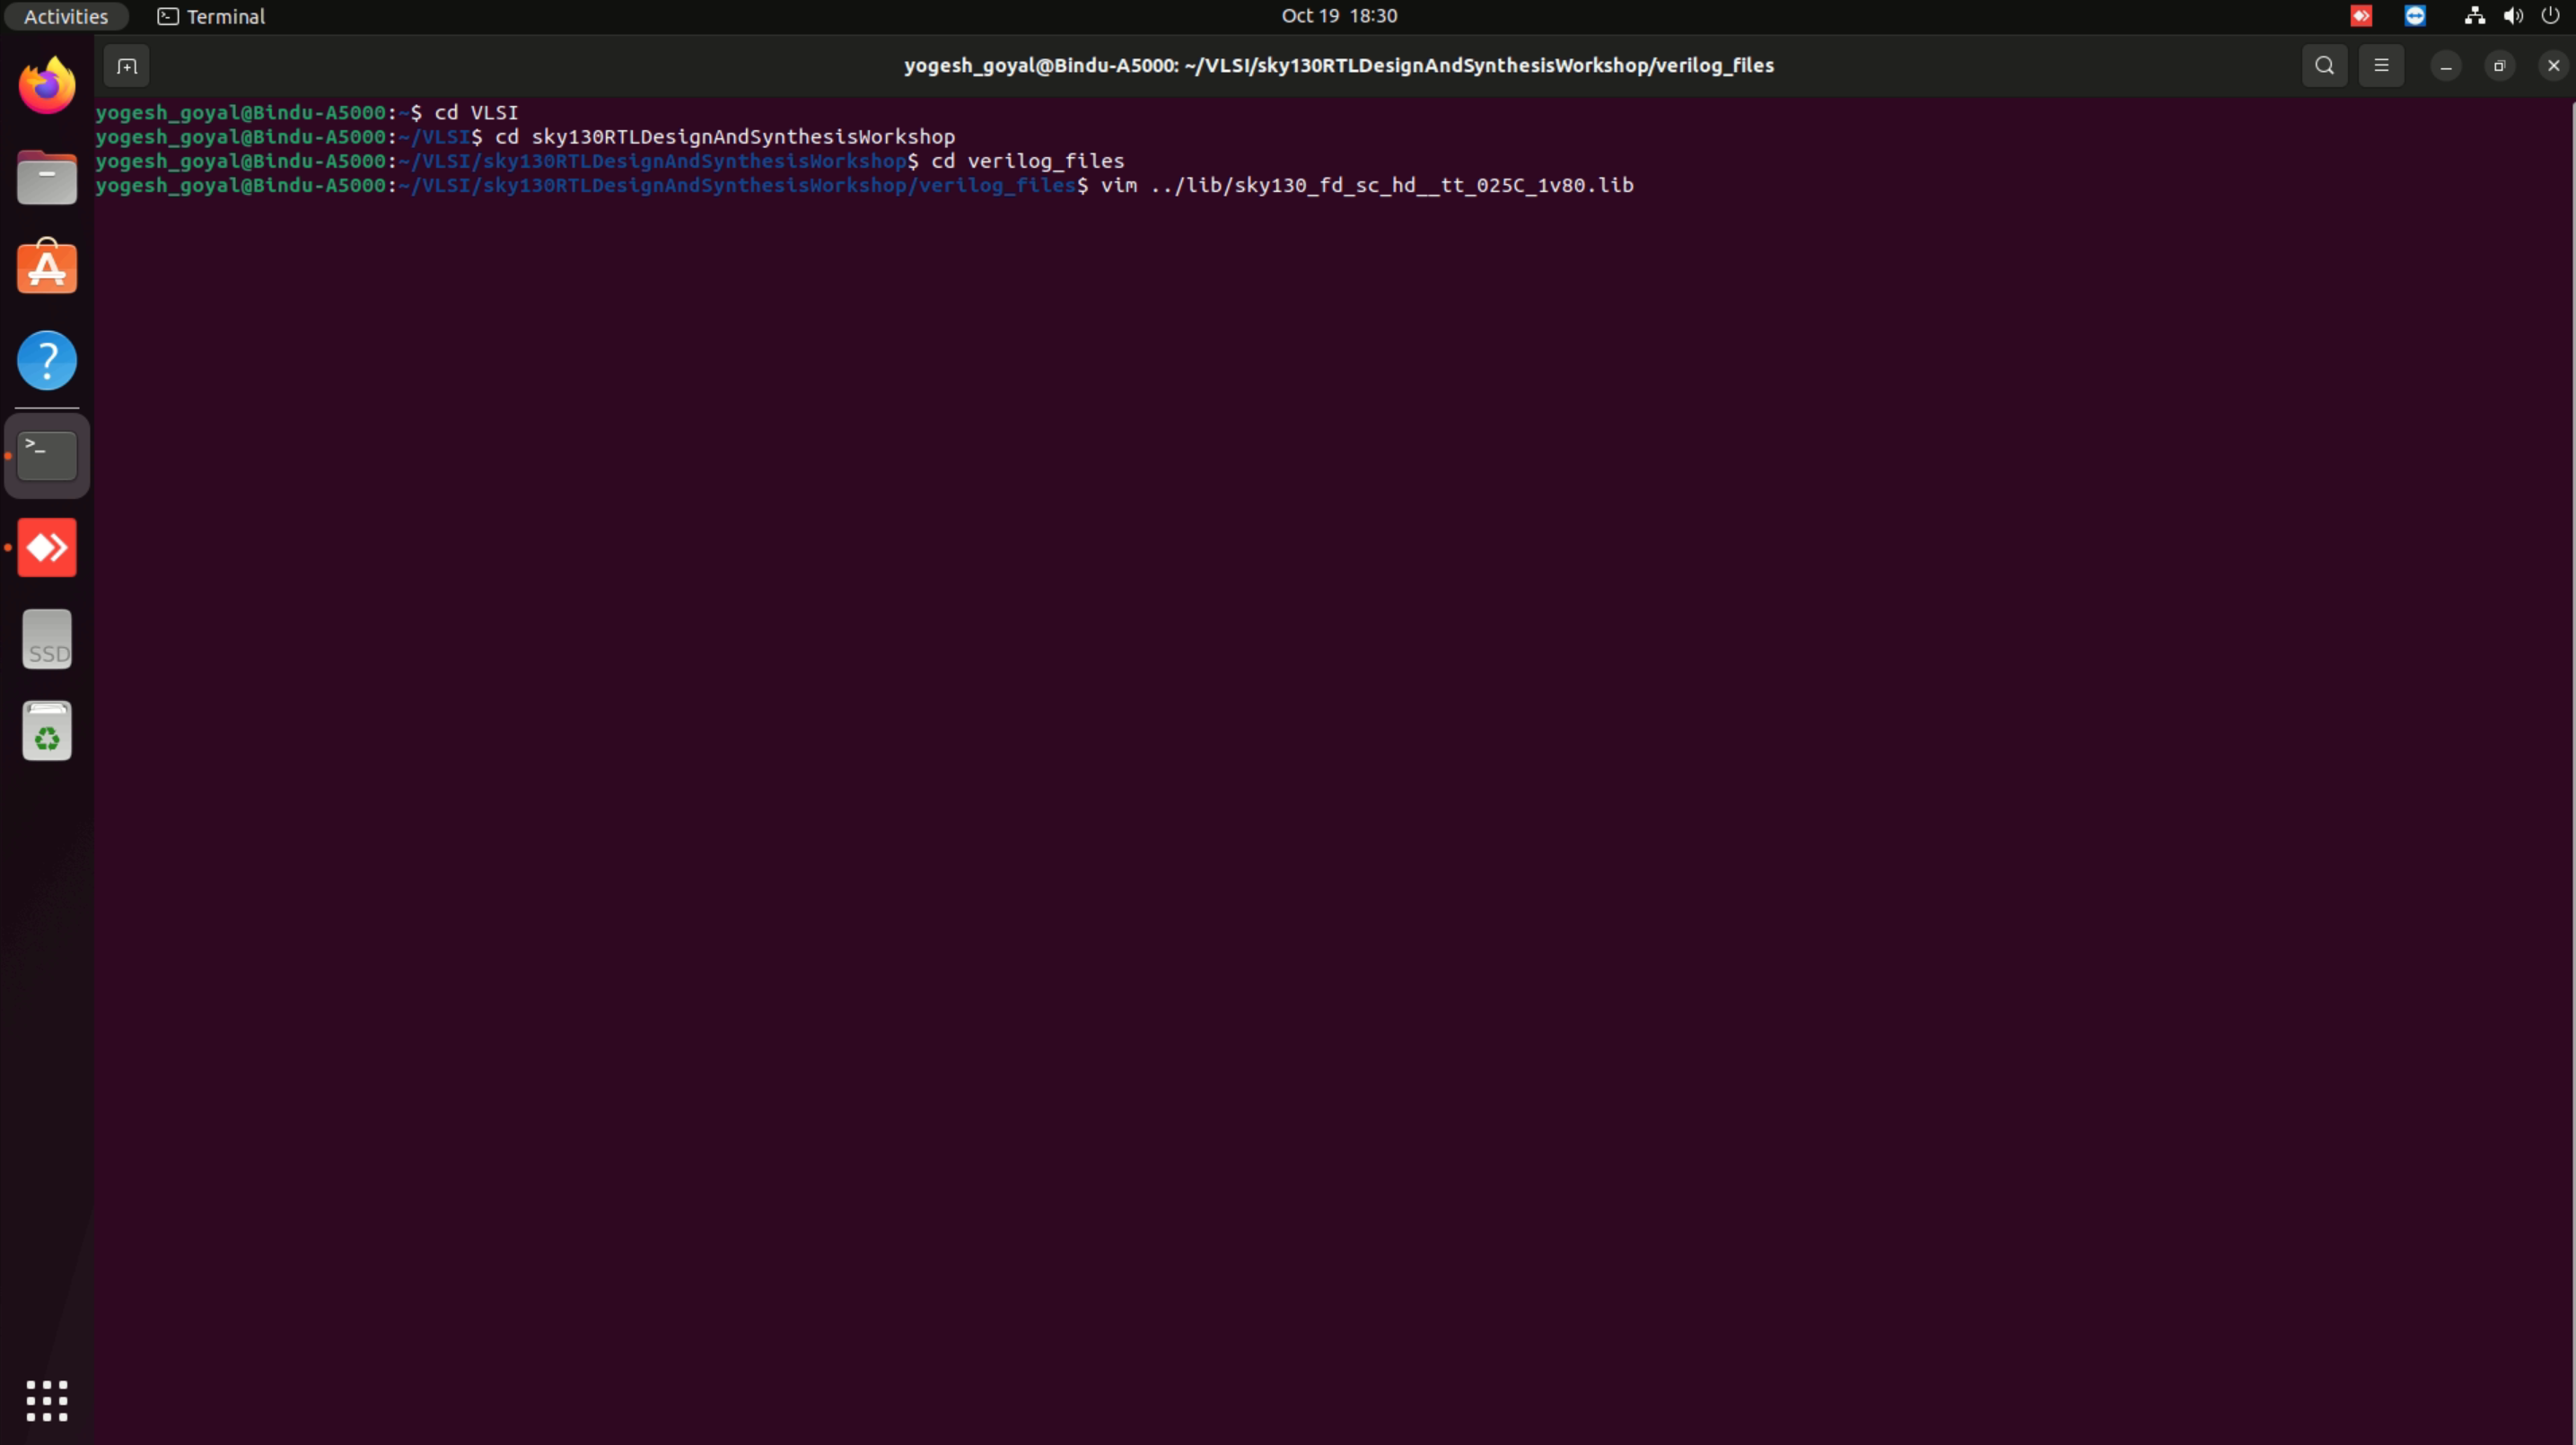 Activities Terminal Oct 19 18:30
yogesh_goyal@Bindu-A5000: ~/VLSI/sky130RTLDesignAndSynthesisWorkshop/verilog_files
yogesh_goyal@Bindu-A5000:~$ cd VLSI
yogesh_goyal@Bindu-A5000:~/VLSI$ cd sky130RTLDesignAndSynthesisWorkshop
yogesh_goyal@Bindu-A5000:~/VLSI/sky130RTLDesignAndSynthesisWorkshop$ cd verilog_files
yogesh_goyal@Bindu-A5000:~/VLSI/sky130RTLDesignAndSynthesisWorkshop/verilog_files$ vim ../lib/sky130_fd_sc_hd__tt_025C_1v80.lib
SSD